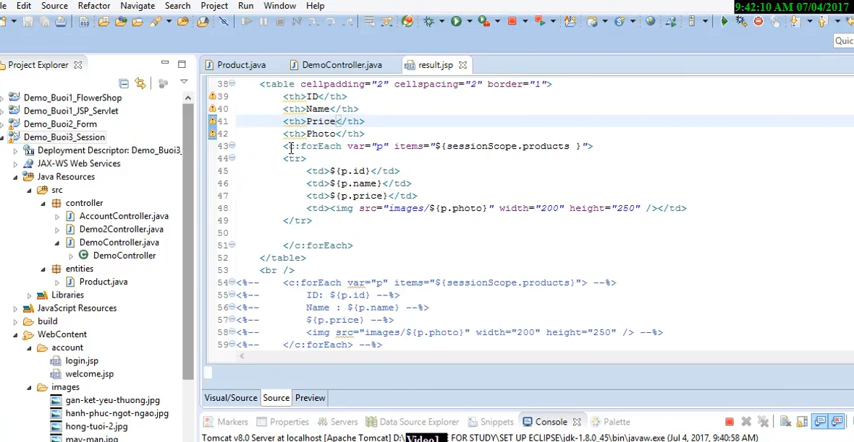 9:42:10 AM 07/04/2017
e Edit Source Refactor Navigate Search Project Run Window Help
Quic
Project Explorer
Product.java DemoController.java result.jsp
Demo_Buoi1_FlowerShop
Demo_Buoi1_JSP_Servlet
Demo_Buoi2_Form
Demo_Buoi3_Session
Deployment Descriptor: Demo_Buoi3_
JAX-WS Web Services
Java Resources
src
controller
AccountController.java
Demo2Controller.java
DemoController.java
DemoController
entities
Product.java
Libraries
JavaScript Resources
build
WebContent
account
login.jsp
welcome.jsp
images
gan-ket-yeu-thuong.jpg
hanh-phuc-ngot-ngao.jpg
hong-tuoi-2.jpg
may-man.jpg
38 <table cellpadding="2" cellspacing="2" border="1">
39 <th>ID</th>
40 <th>Name</th>
41 <th>Price</th>
42 <th>Photo</th>
43 <c:forEach var="p" items="${sessionScope.products }">
44 <tr>
45 <td>${p.id}</td>
46 <td>${p.name}</td>
47 <td>${p.price}</td>
48 <td><img src="images/${p.photo}" width="200" height="250" /></td>
49 </tr>
50
51 </c:forEach>
52 </table>
53 <br />
54 <%-- <c:forEach var="p" items="${sessionScope.products}"> --%>
55 <%-- ID: ${p.id} --%>
56 <%-- Name : ${p.name} --%>
57 <%-- ${p.price} --%>
58 <%-- <img src="images/${p.photo}" width="200" height="250" /> --%>
59 <%-- </c:forEach> --%>
Visual/Source Source Preview
Markers Properties Servers Data Source Explorer Snippets Console Palette
Tomcat v8.0 Server at localhost [Apache Tomcat] D:\ FOR STUDY\SET UP ECLIPSE\jdk-1.8.0_45\bin\javaw.exe (Jul 4, 2017, 9:40:55 AM)
Video1